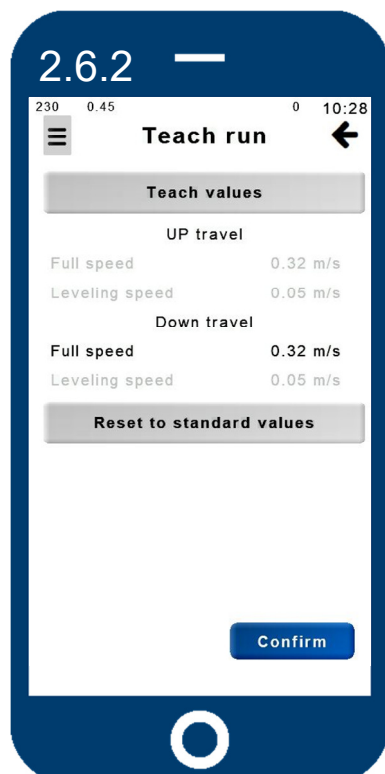 2.6.2
230 0.45 0 10:28
Teach run
Teach values
UP travel
Full speed 0.32 m/s
Leveling speed 0.05 m/s
Down travel
Full speed 0.32 m/s
Leveling speed 0.05 m/s
Reset to standard values
Confirm